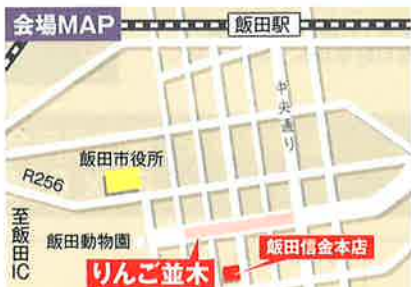 会場MAP
飯田駅
中央通り
飯田市役所
R256
至飯田IC
飯田動物園
飯田信金本店
りんご並木